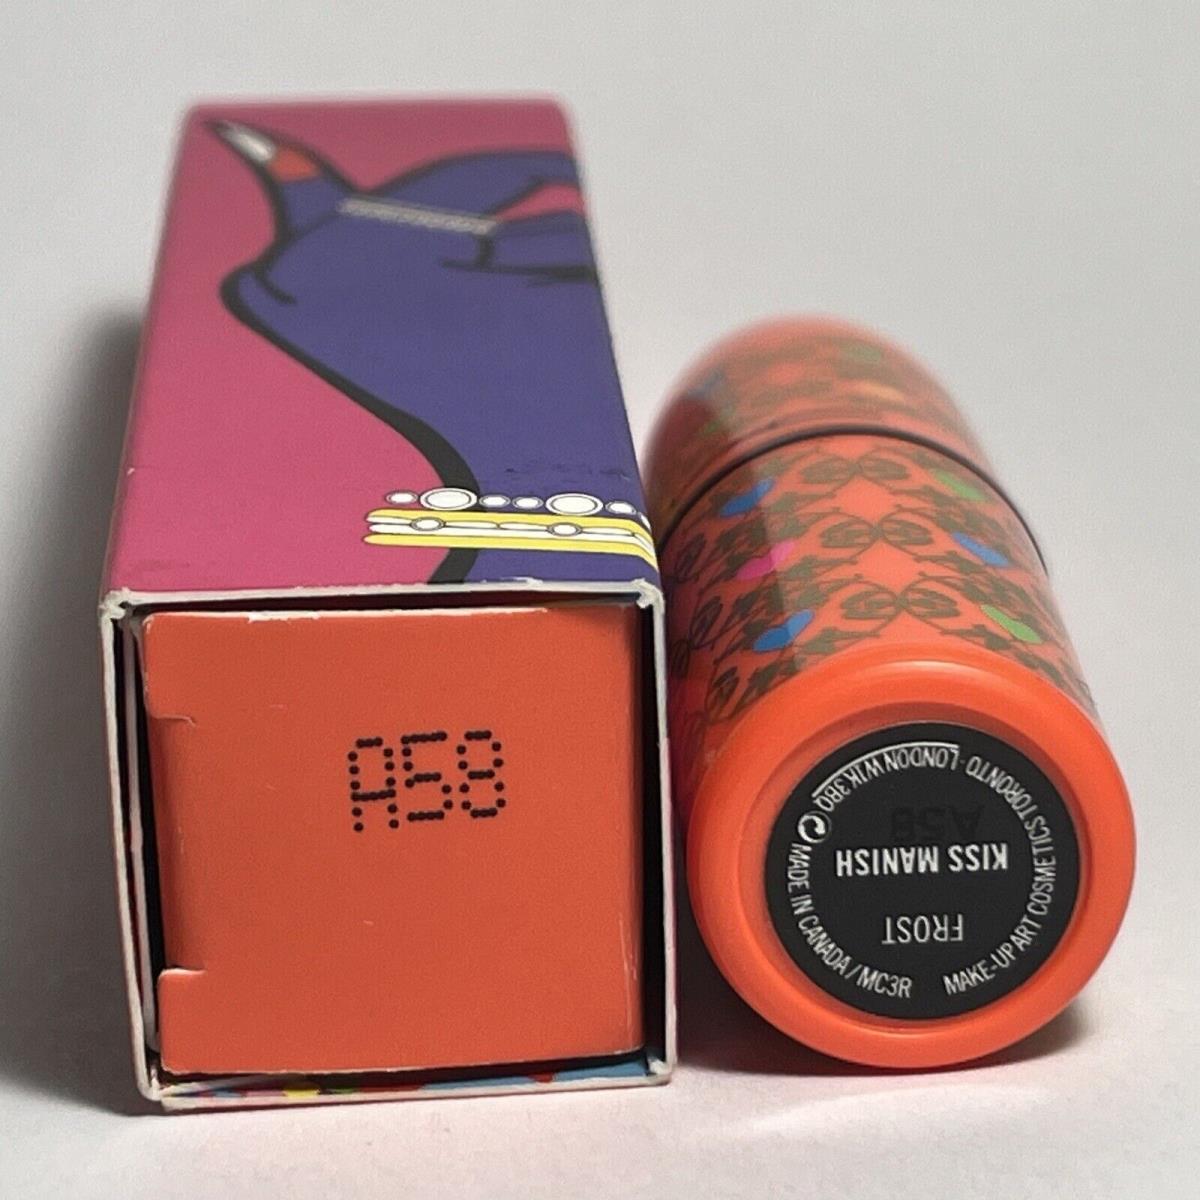 A58
A58
KISS MANISH
FROST
MAKE-UP ART COSMETICS TORONTO · LONDON W1K 3BQ
MADE IN CANADA / MC3R